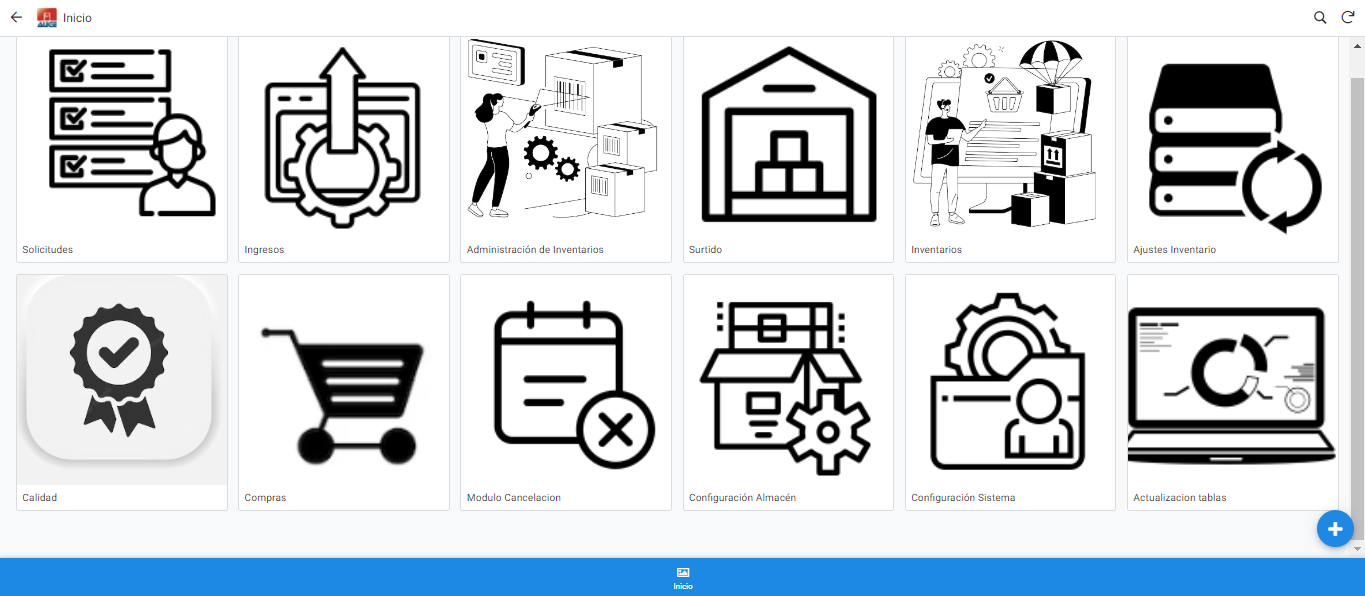 Inicio
Solicitudes
Ingresos
Administración de Inventarios
Surtido
Inventarios
Ajustes Inventario
Calidad
Compras
Modulo Cancelacion
Configuración Almacén
Configuración Sistema
Actualizacion tablas
Inicio